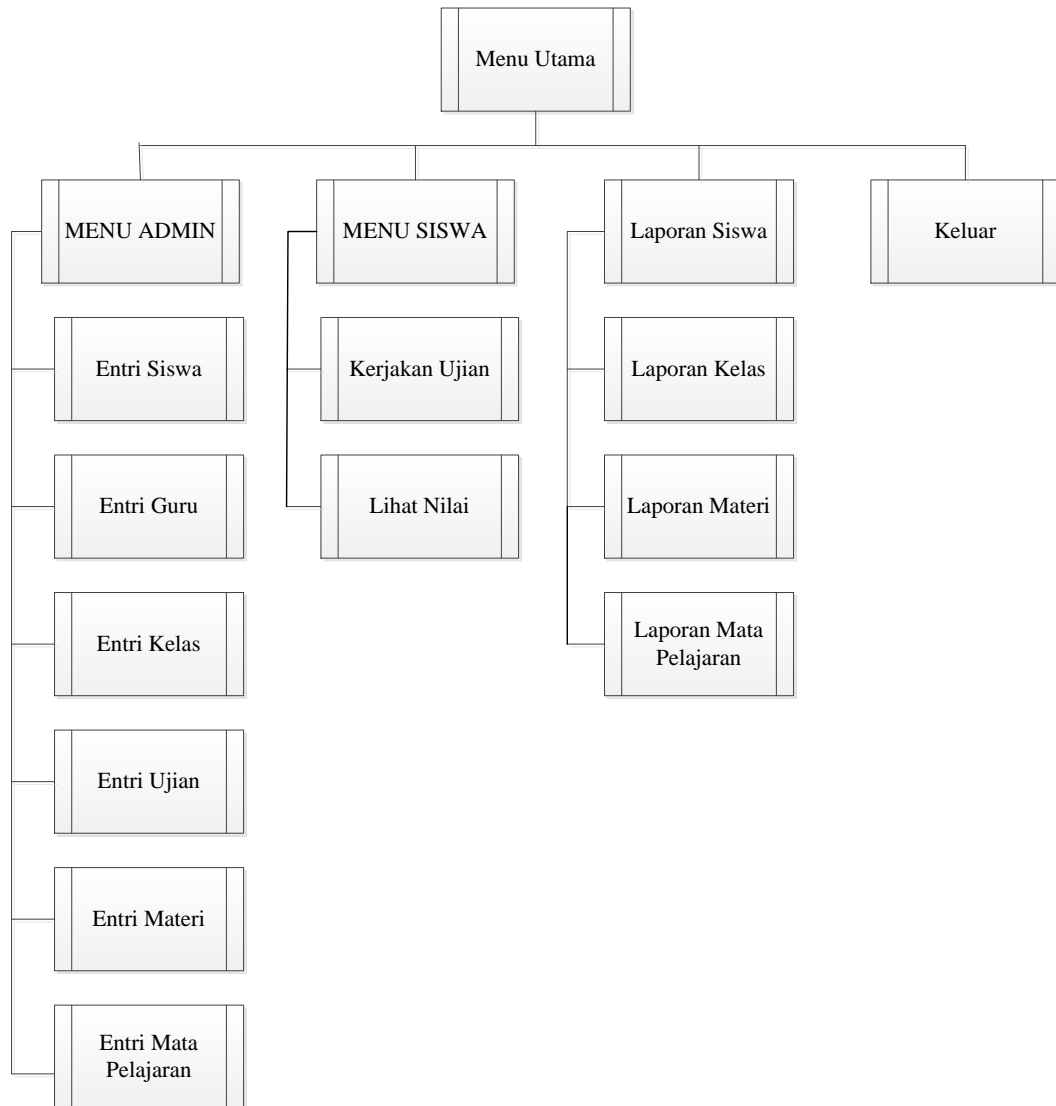 Menu Utama
MENU ADMIN
MENU SISWA
Laporan Siswa
Keluar
Entri Siswa
Kerjakan Ujian
Laporan Kelas
Entri Guru
Lihat Nilai
Laporan Materi
Entri Kelas
Laporan Mata
Pelajaran
Entri Ujian
Entri Materi
Entri Mata
Pelajaran